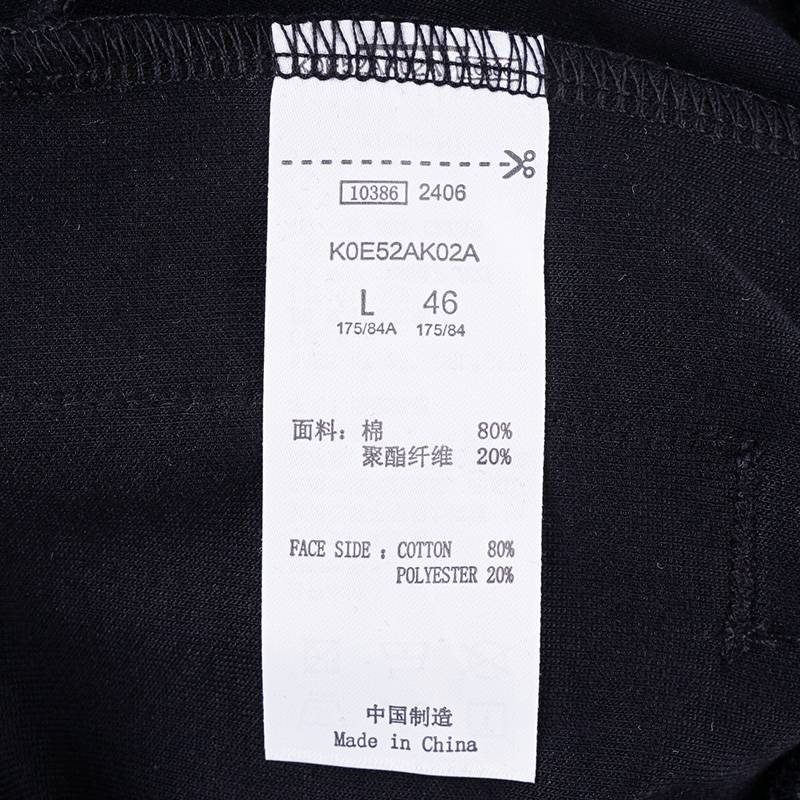 10386 2406
K0E52AK02A
L 46
175/84A 175/84
面料: 棉 80%
聚酯纤维 20%
FACE SIDE : COTTON 80%
POLYESTER 20%
中国制造
Made in China